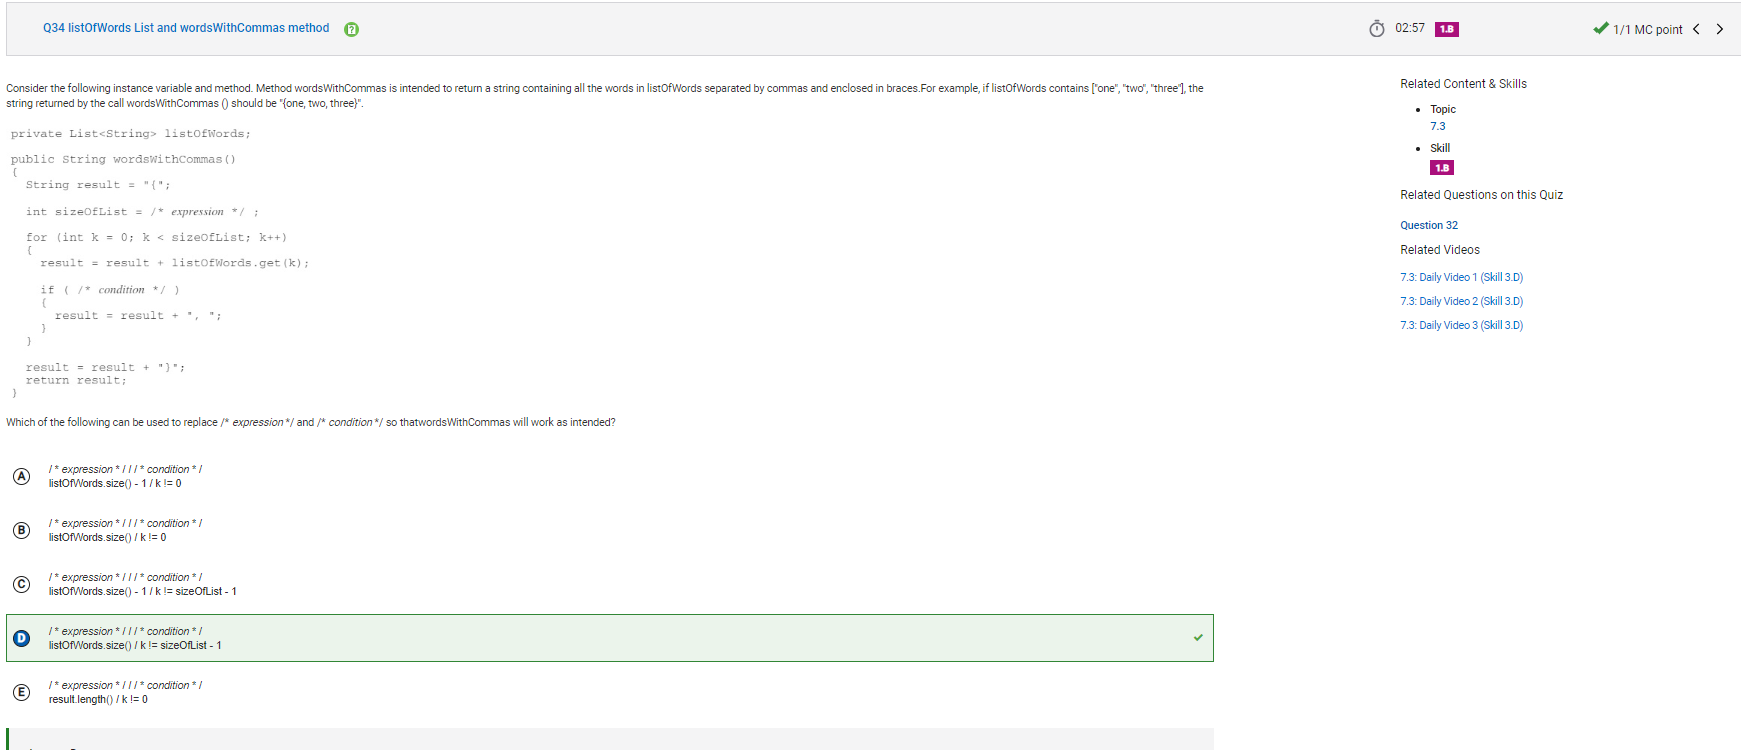 Q34 listOfWords List and wordsWithCommas method
02:57
1.B
1/1 MC point
Consider the following instance variable and method. Method wordsWithCommas is intended to return a string containing all the words in listOfWords separated by commas and enclosed in braces.For example, if listOfWords contains ["one", "two", "three"], the
string returned by the call wordsWithCommas () should be "{one, two, three}".
private List<String> listOfWords;
public String wordsWithCommas()
{
String result = "{";
int sizeOfList = /* expression */ ;
for (int k = 0; k < sizeOfList; k++)
{
result = result + listOfWords.get(k);
if ( /* condition */ )
{
result = result + ", ";
}
}
result = result + "}";
return result;
}
Which of the following can be used to replace /* expression */ and /* condition */ so thatwordsWithCommas will work as intended?
A
/ * expression * / / / * condition * /
listOfWords.size() - 1 / k != 0
B
/ * expression * / / / * condition * /
listOfWords.size() / k != 0
C
/ * expression * / / / * condition * /
listOfWords.size() - 1 / k != sizeOfList - 1
D
/ * expression * / / / * condition * /
listOfWords.size() / k != sizeOfList - 1
E
/ * expression * / / / * condition * /
result.length() / k != 0
Related Content & Skills
Topic
7.3
Skill
1.B
Related Questions on this Quiz
Question 32
Related Videos
7.3: Daily Video 1 (Skill 3.D)
7.3: Daily Video 2 (Skill 3.D)
7.3: Daily Video 3 (Skill 3.D)